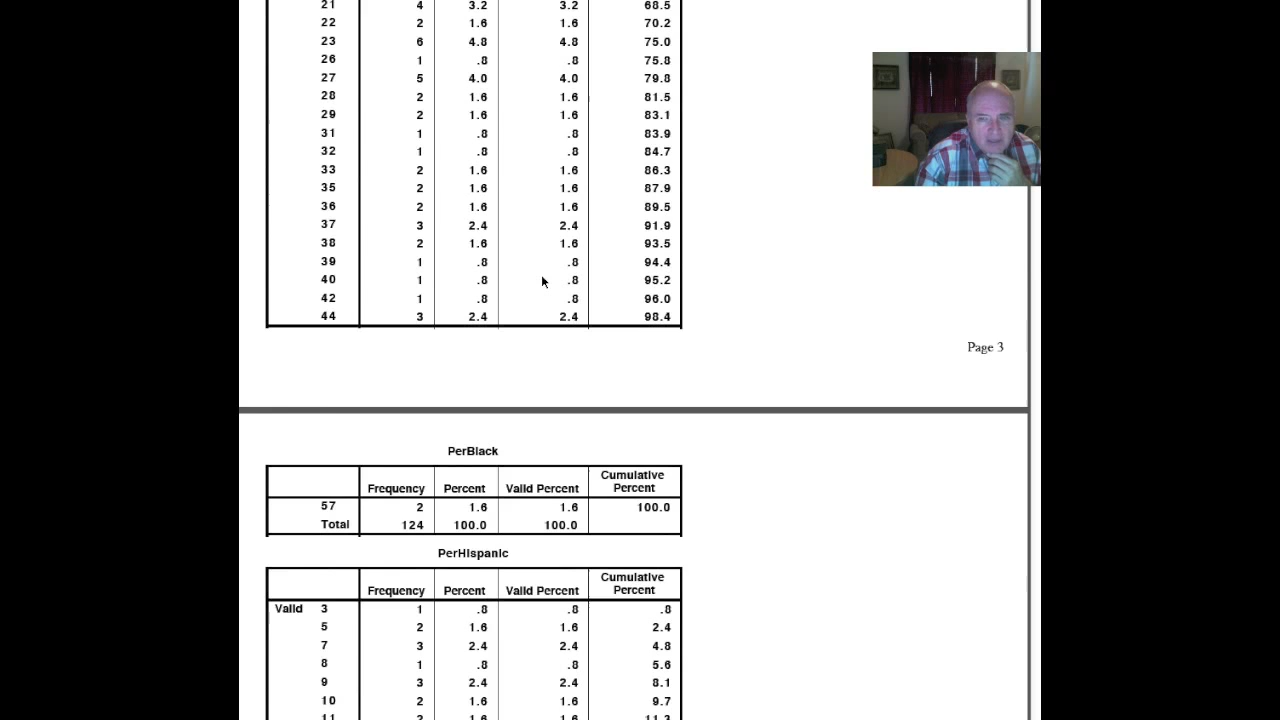 21 4 3.2 3.2 68.5
22 2 1.6 1.6 70.2
23 6 4.8 4.8 75.0
26 1 .8 .8 75.8
27 5 4.0 4.0 79.8
28 2 1.6 1.6 81.5
29 2 1.6 1.6 83.1
31 1 .8 .8 83.9
32 1 .8 .8 84.7
33 2 1.6 1.6 86.3
35 2 1.6 1.6 87.9
36 2 1.6 1.6 89.5
37 3 2.4 2.4 91.9
38 2 1.6 1.6 93.5
39 1 .8 .8 94.4
40 1 .8 .8 95.2
42 1 .8 .8 96.0
44 3 2.4 2.4 98.4
Page 3
PerBlack
Frequency Percent Valid Percent Cumulative Percent
57 2 1.6 1.6 100.0
Total 124 100.0 100.0
PerHispanic
Frequency Percent Valid Percent Cumulative Percent
Valid 3 1 .8 .8 .8
5 2 1.6 1.6 2.4
7 3 2.4 2.4 4.8
8 1 .8 .8 5.6
9 3 2.4 2.4 8.1
10 2 1.6 1.6 9.7
11 2 1.6 1.6 11.3